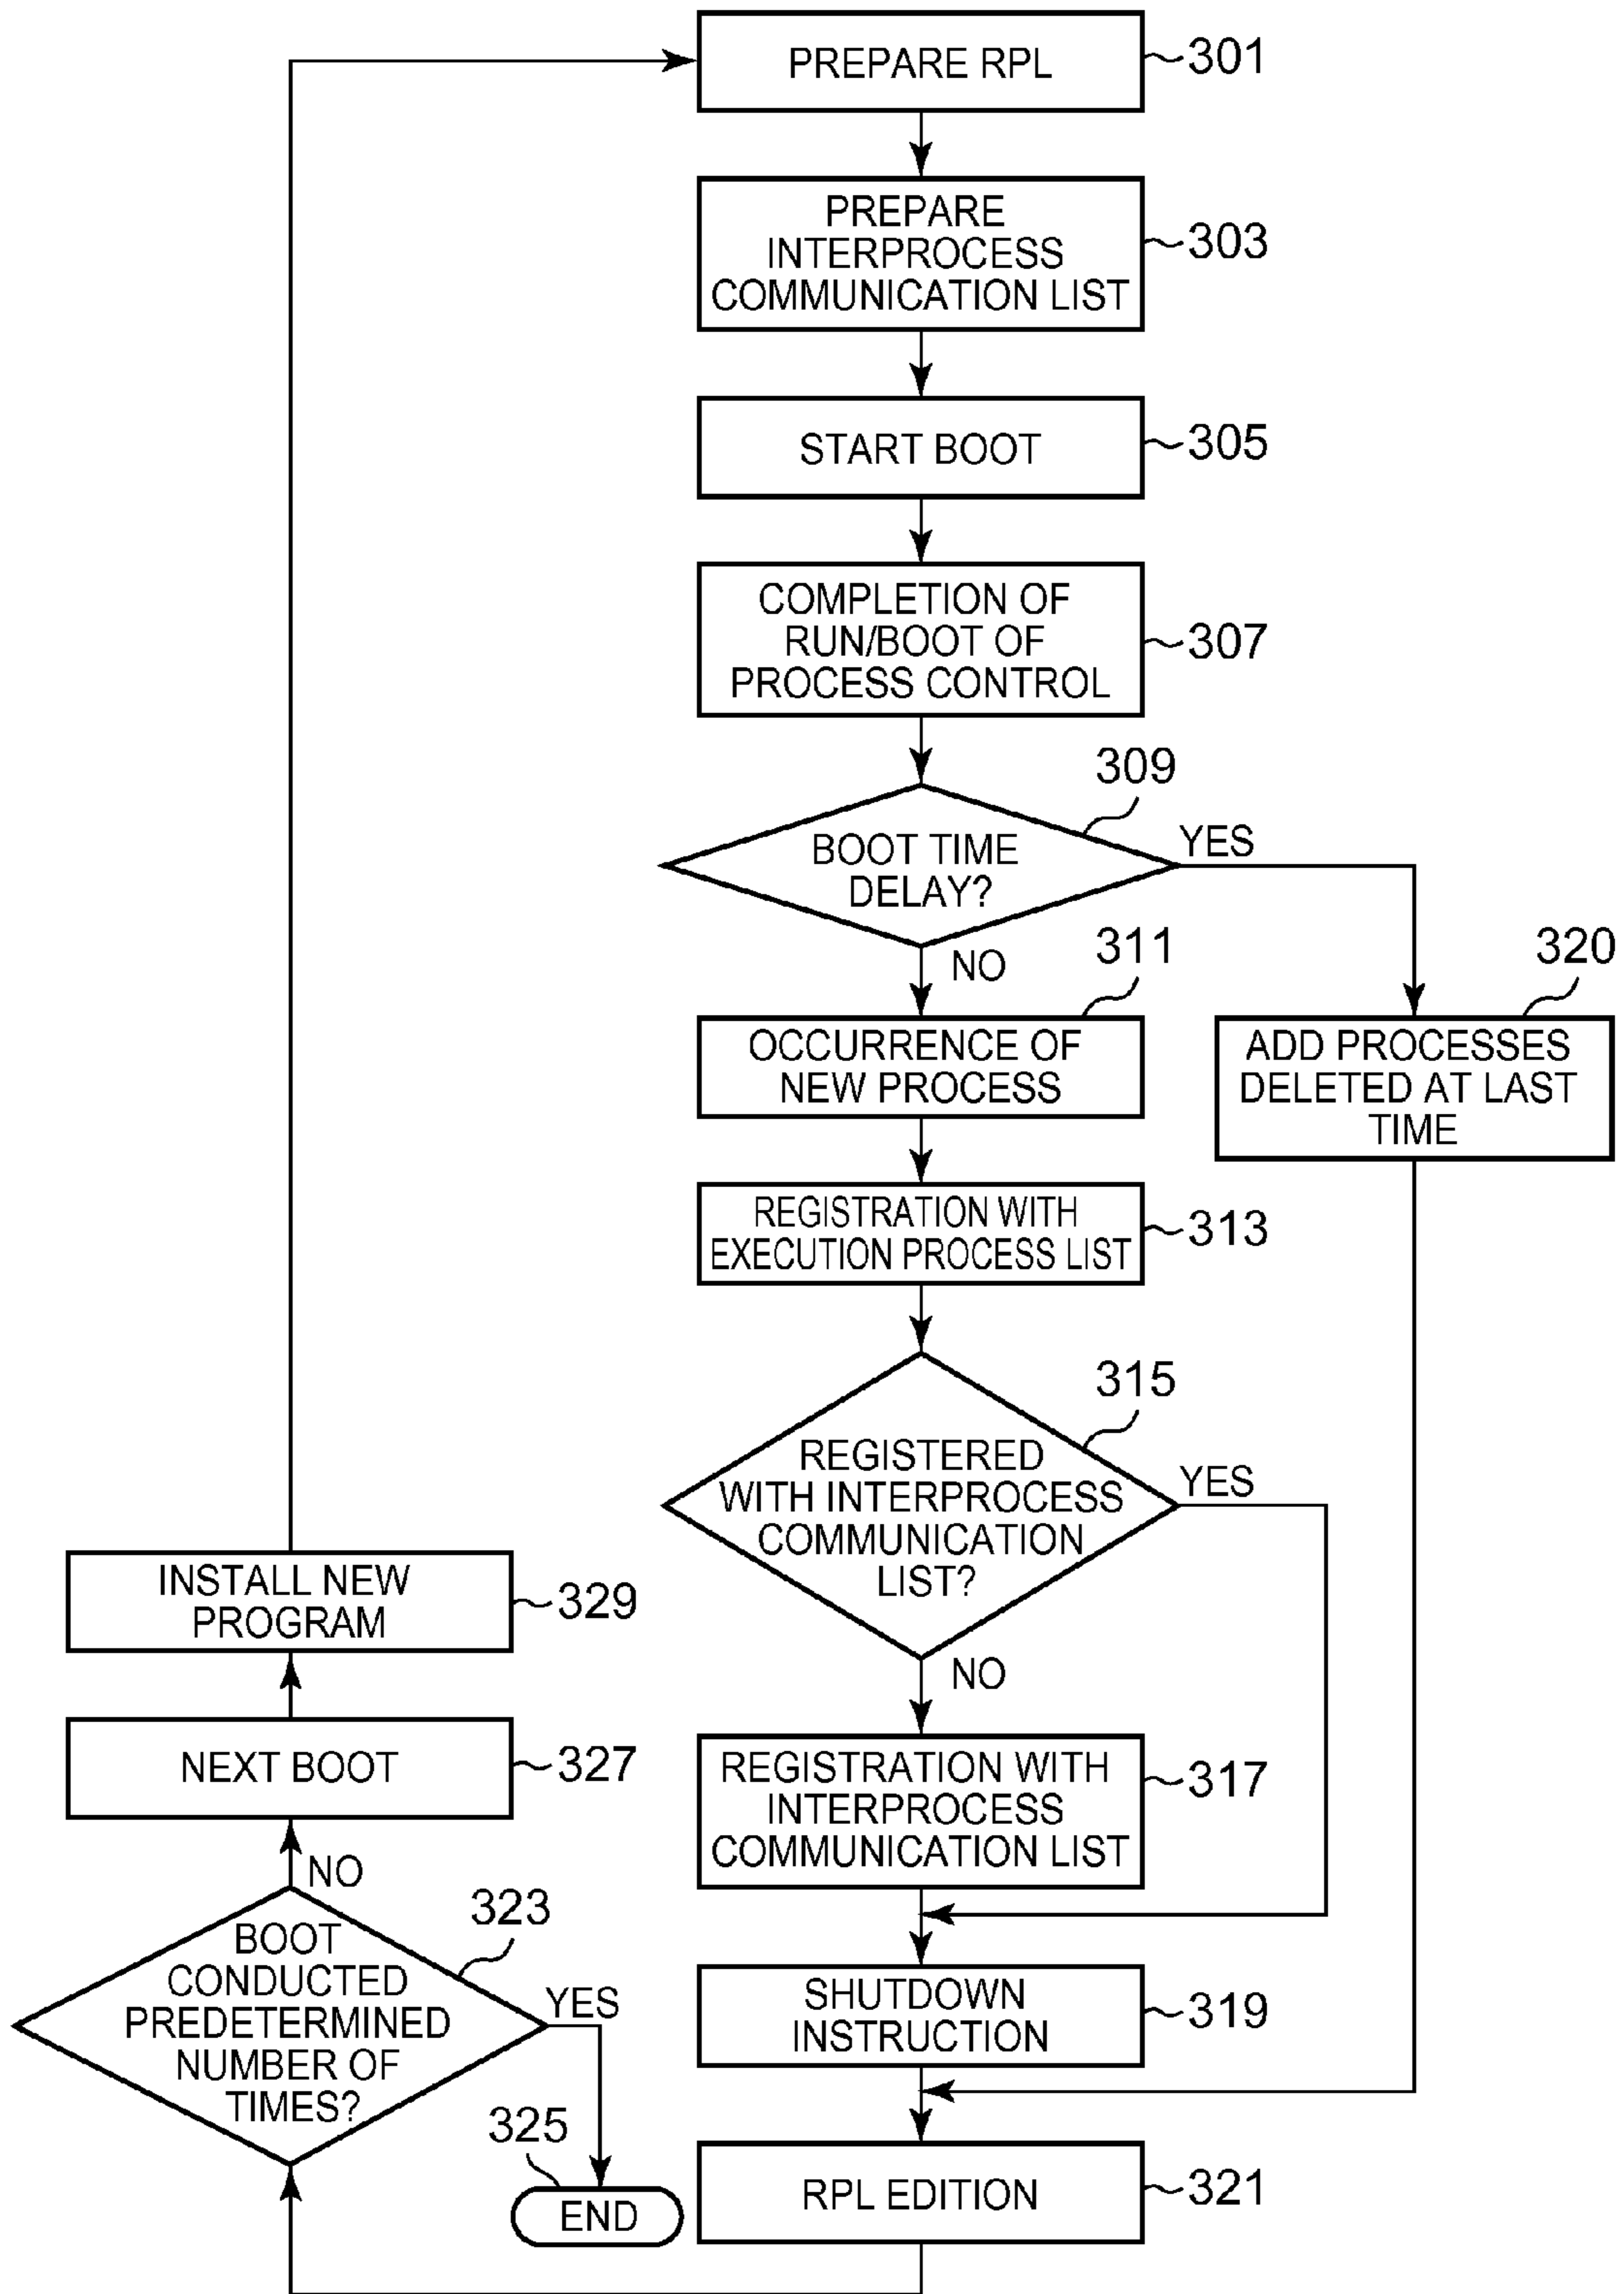 PREPARE RPL
301
PREPARE
INTERPROCESS
COMMUNICATION LIST
303
START BOOT
305
COMPLETION OF
RUN/BOOT OF
PROCESS CONTROL
307
309
BOOT TIME
DELAY?
YES
NO
311
320
OCCURRENCE OF
NEW PROCESS
ADD PROCESSES
DELETED AT LAST
TIME
REGISTRATION WITH
EXECUTION PROCESS LIST
313
315
REGISTERED
WITH INTERPROCESS
COMMUNICATION
LIST?
YES
NO
REGISTRATION WITH
INTERPROCESS
COMMUNICATION LIST
317
SHUTDOWN
INSTRUCTION
319
RPL EDITION
321
323
BOOT
CONDUCTED
PREDETERMINED
NUMBER OF
TIMES?
YES
325
END
NO
NEXT BOOT
327
INSTALL NEW
PROGRAM
329